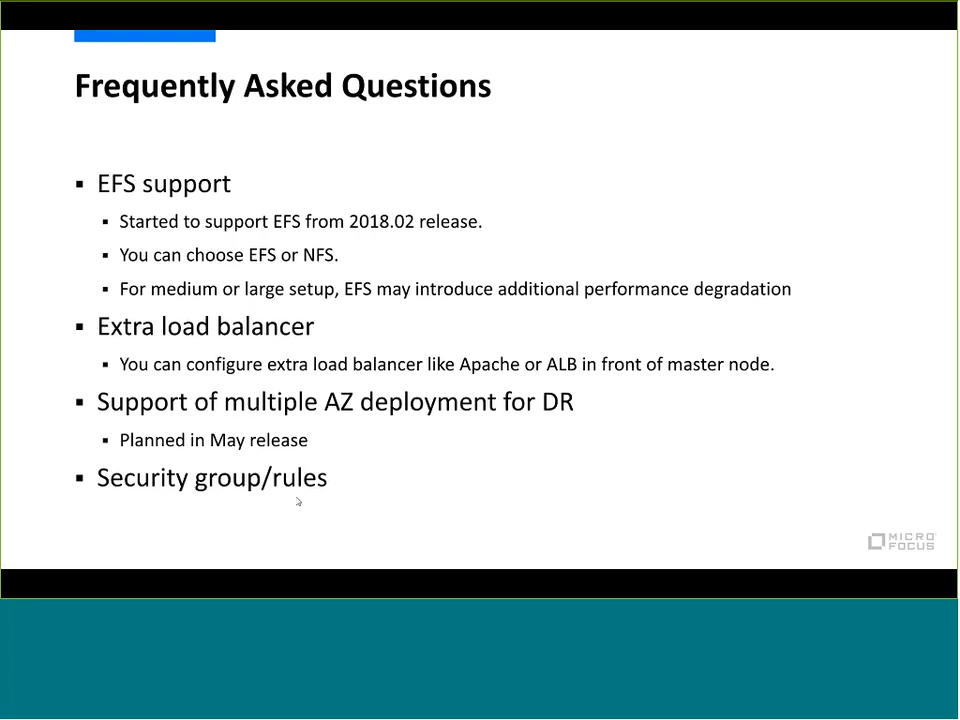 Frequently Asked Questions
▪ EFS support
▪ Started to support EFS from 2018.02 release.
▪ You can choose EFS or NFS.
▪ For medium or large setup, EFS may introduce additional performance degradation
▪ Extra load balancer
▪ You can configure extra load balancer like Apache or ALB in front of master node.
▪ Support of multiple AZ deployment for DR
▪ Planned in May release
▪ Security group/rules
MICRO
FOCUS